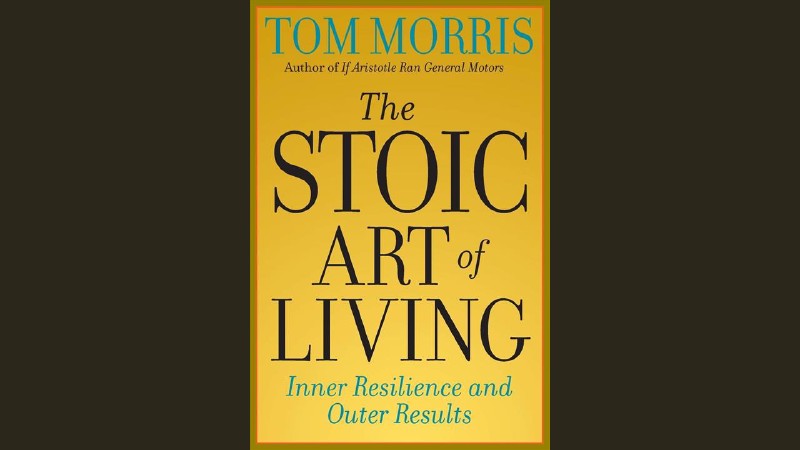 TOM MORRIS
Author of If Aristotle Ran General Motors
The
STOIC
ART of
LIVING
Inner Resilience and
Outer Results